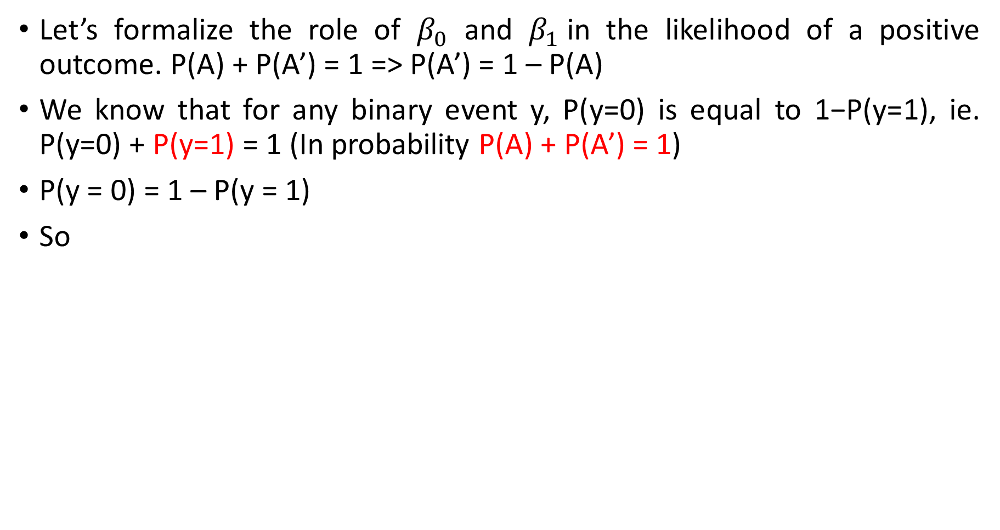 • Let’s formalize the role of 𝛽₀ and 𝛽₁ in the likelihood of a positive
outcome. P(A) + P(A’) = 1 => P(A’) = 1 – P(A)
• We know that for any binary event y, P(y=0) is equal to 1−P(y=1), ie.
P(y=0) + P(y=1) = 1 (In probability P(A) + P(A’) = 1)
• P(y = 0) = 1 – P(y = 1)
• So